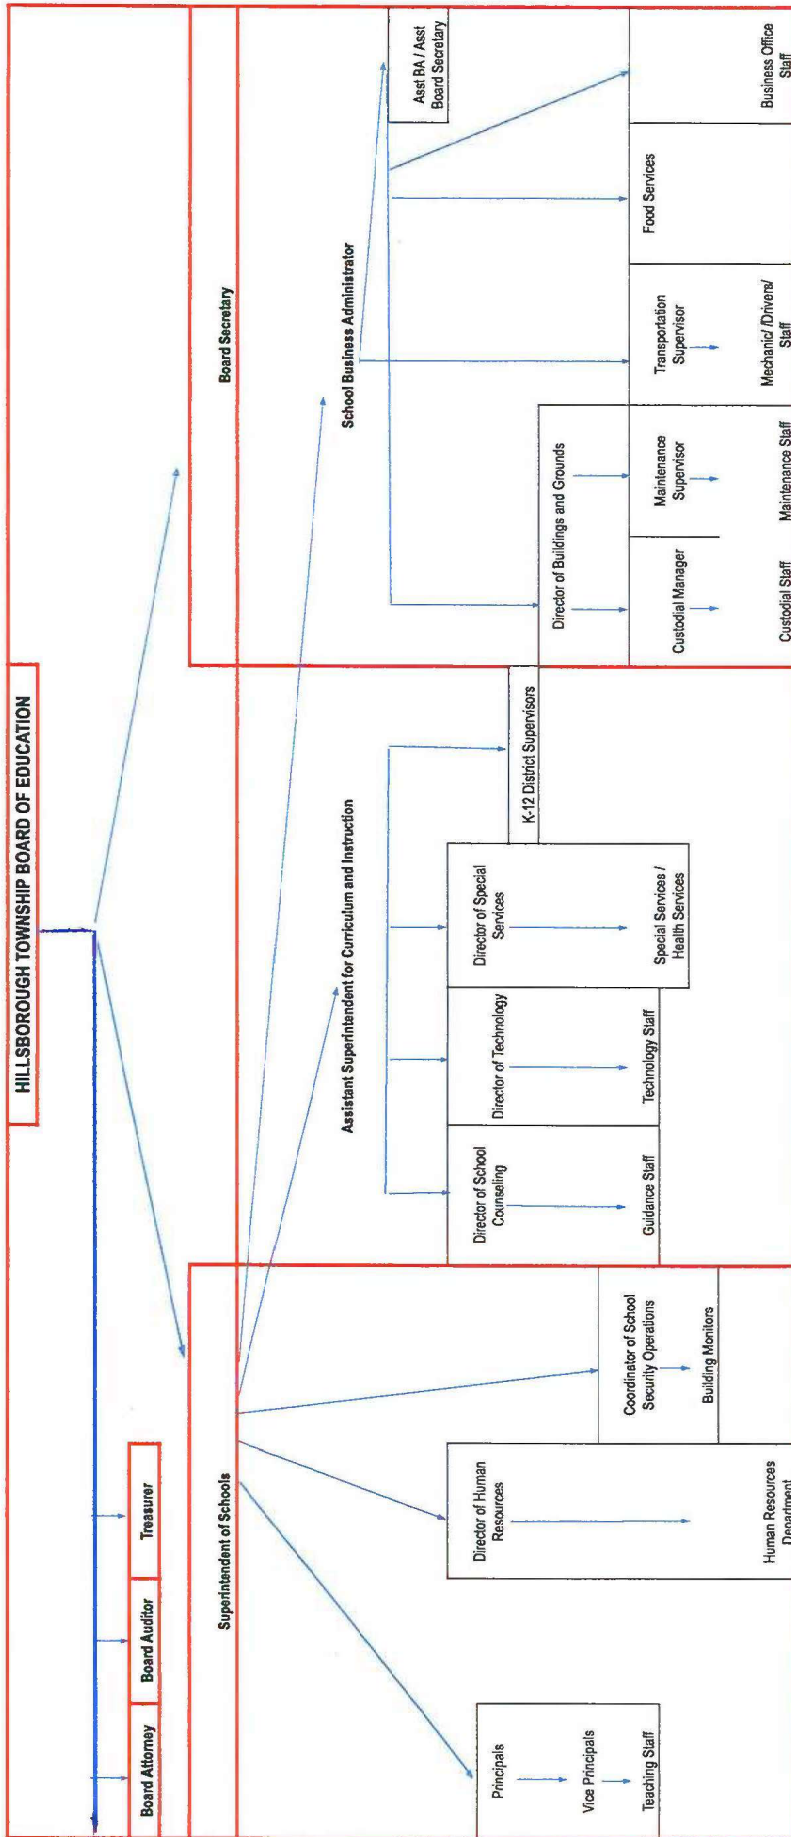 HILLSBOROUGH TOWNSHIP BOARD OF EDUCATION
Board Attorney
Board Auditor
Treasurer
Superintendent of Schools
Board Secretary
Assistant Superintendent for Curriculum and Instruction
School Business Administrator
Asst BA / Asst
Board Secretary
Principals
Vice Principals
Teaching Staff
Director of Human
Resources
Human Resources
Department
Coordinator of School
Security Operations
Building Monitors
Director of School
Counseling
Guidance Staff
Director of Technology
Technology Staff
Director of Special
Services
Special Services /
Health Services
K-12 District Supervisors
Director of Buildings and Grounds
Custodial Manager
Custodial Staff
Maintenance
Supervisor
Maintenance Staff
Transportation
Supervisor
Mechanic/ /Drivers/
Staff
Food Services
Business Office
Staff